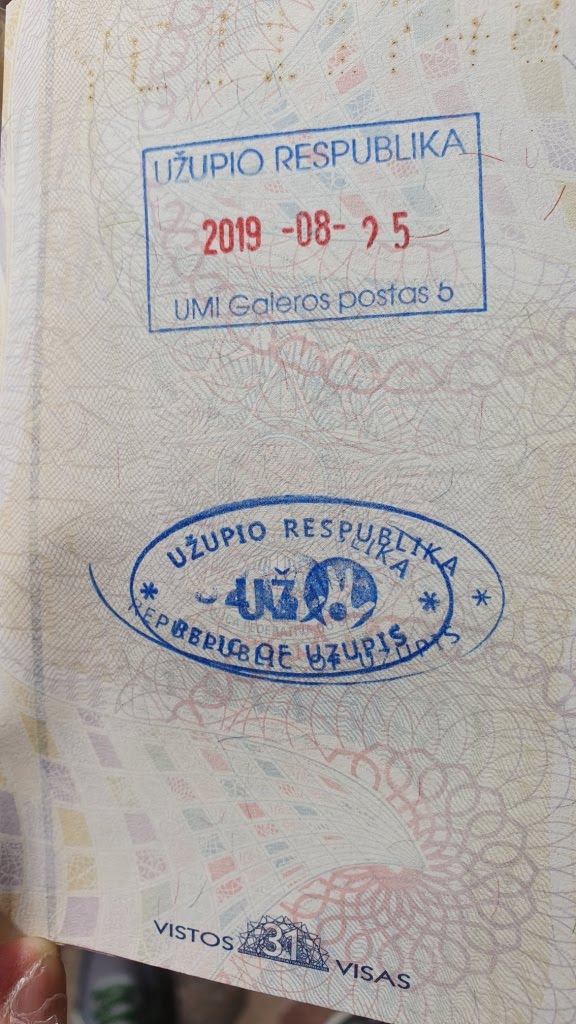 UŽUPIO RESPUBLIKA
2019 -08- 25
UMI Galeros postas 5
UŽUPIO RESPUBLIKA
UŽ
REPUBLIC OF UZUPIS
VISTOS 31 VISAS